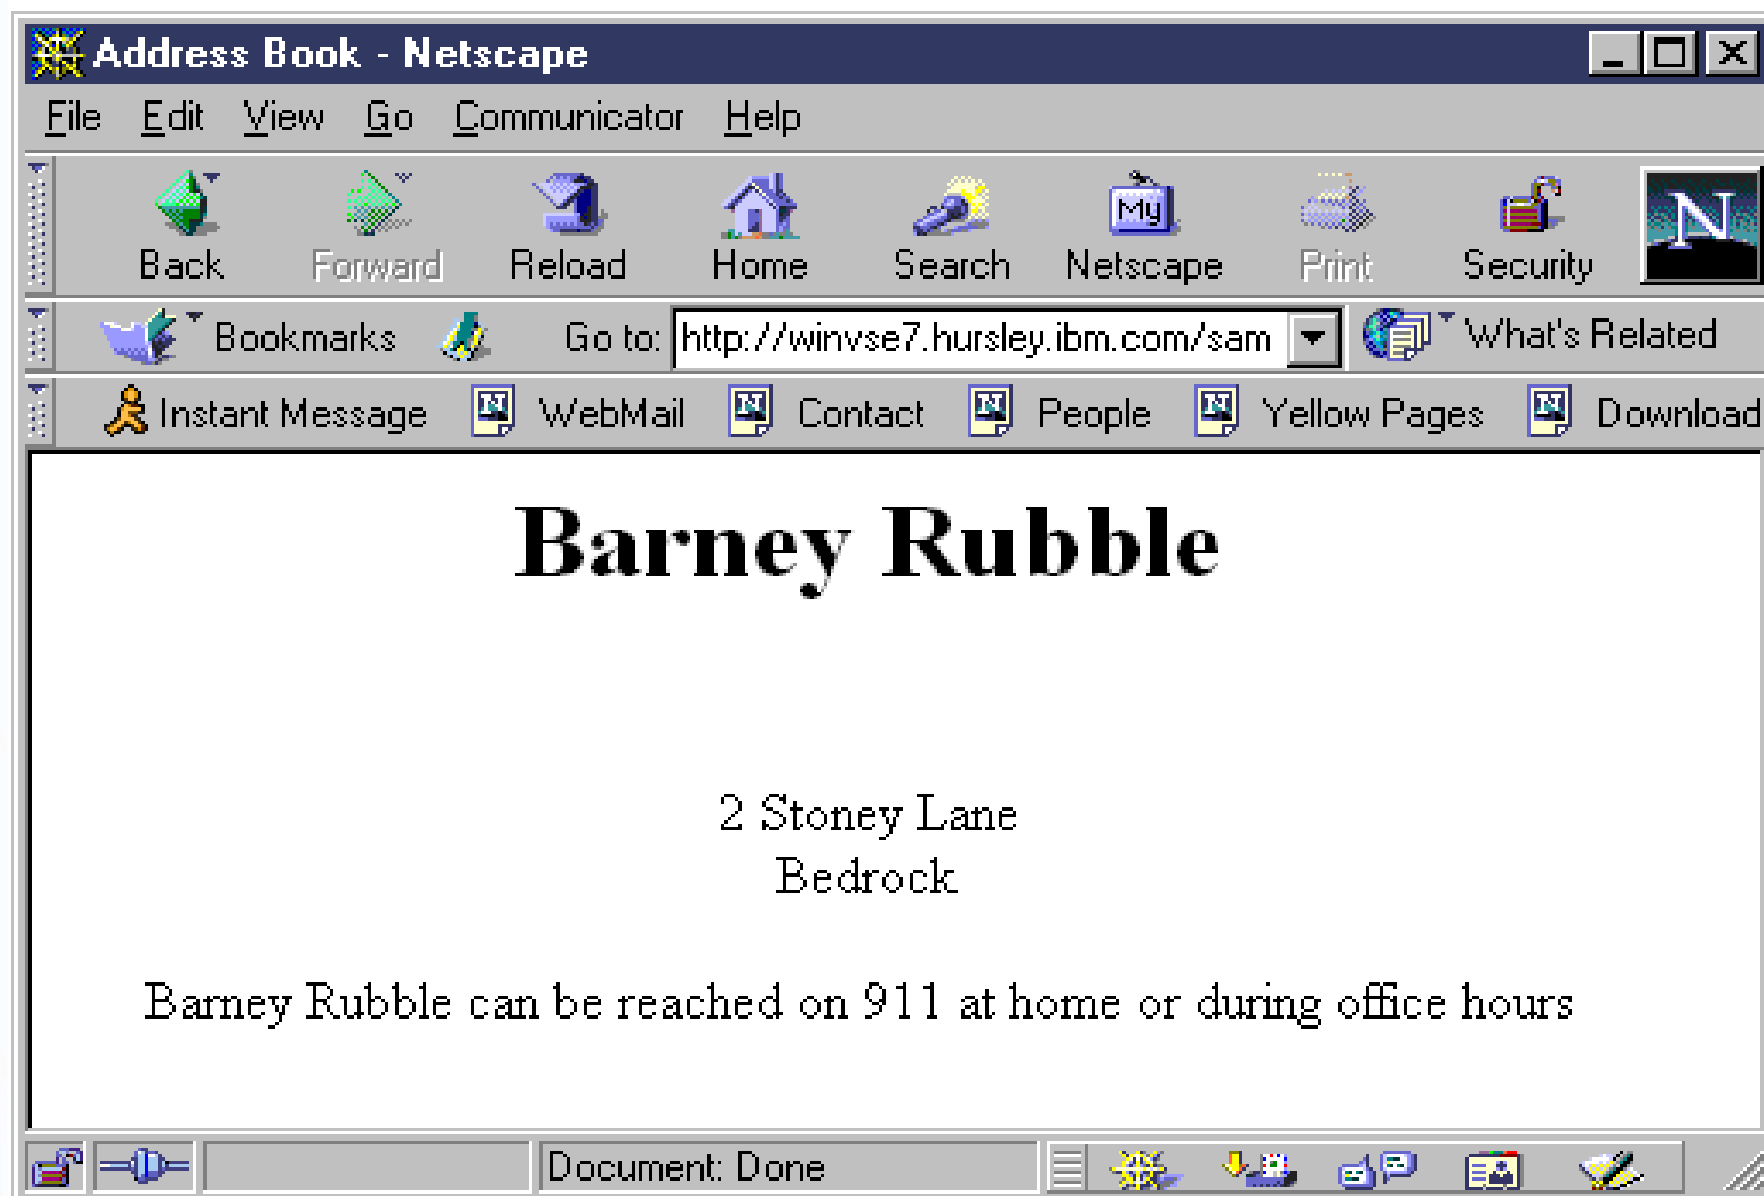 Address Book - Netscape
File Edit View Go Communicator Help
My N
Back Forward Reload Home Search Netscape Print Security
Bookmarks Go to: http://winvse7.hursley.ibm.com/sam What's Related
Instant Message WebMail Contact People Yellow Pages Download
Barney Rubble
2 Stoney Lane
Bedrock
Barney Rubble can be reached on 911 at home or during office hours
Document: Done